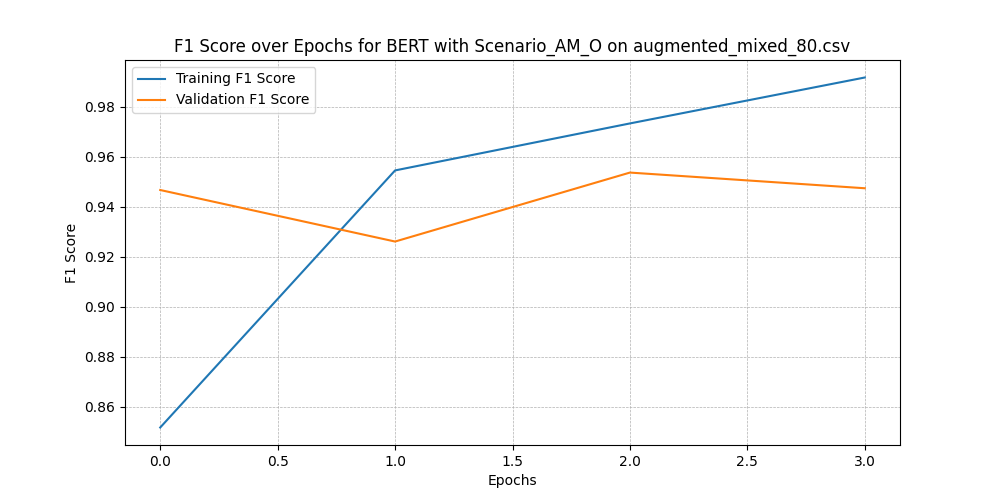 F1 Score over Epochs for BERT with Scenario_AM_O on augmented_mixed_80.csv
Training F1 Score
Validation F1 Score
0.98
0.96
0.94
0.92
0.90
0.88
0.86
F1 Score
0.0 0.5 1.0 1.5 2.0 2.5 3.0
Epochs